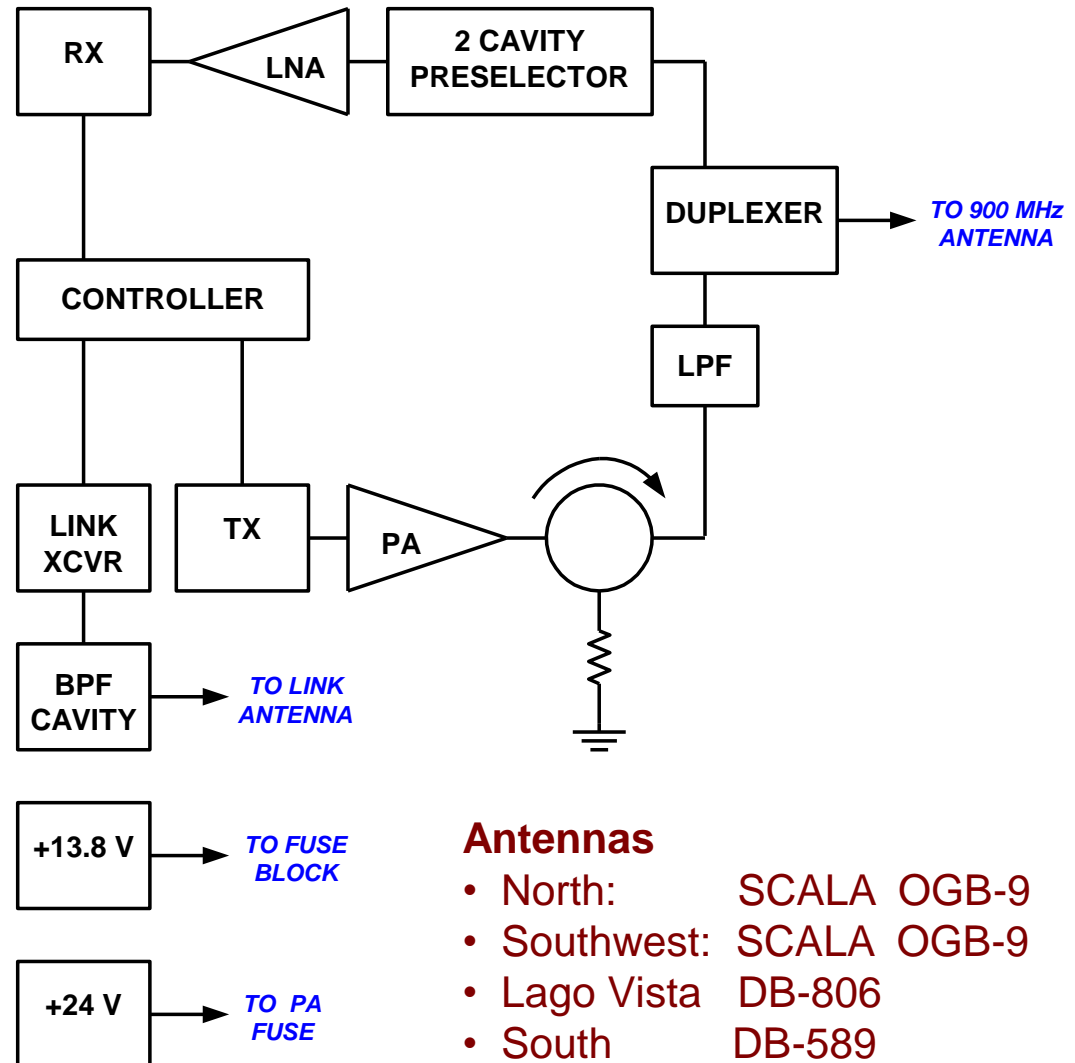 RX
LNA
2 CAVITY
PRESELECTOR
DUPLEXER
TO 900 MHz
ANTENNA
CONTROLLER
LPF
LINK
XCVR
TX
PA
BPF
CAVITY
TO LINK
ANTENNA
+13.8 V
TO FUSE
BLOCK
+24 V
TO PA
FUSE
Antennas
• North: SCALA OGB-9
• Southwest: SCALA OGB-9
• Lago Vista DB-806
• South DB-589